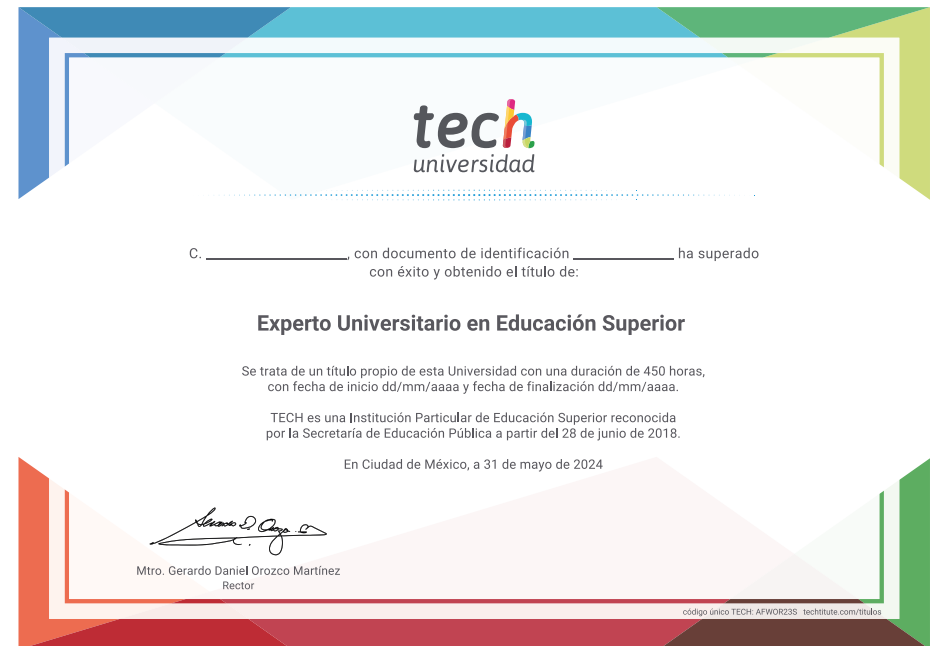 tech
universidad
C. ____________________, con documento de identificación ______________ ha superado
con éxito y obtenido el título de:
Experto Universitario en Educación Superior
Se trata de un título propio de esta Universidad con una duración de 450 horas,
con fecha de inicio dd/mm/aaaa y fecha de finalización dd/mm/aaaa.
TECH es una Institución Particular de Educación Superior reconocida
por la Secretaría de Educación Pública a partir del 28 de junio de 2018.
En Ciudad de México, a 31 de mayo de 2024
Mtro. Gerardo Daniel Orozco Martínez
Rector
código único TECH: AFWOR23S techtitute.com/titulos